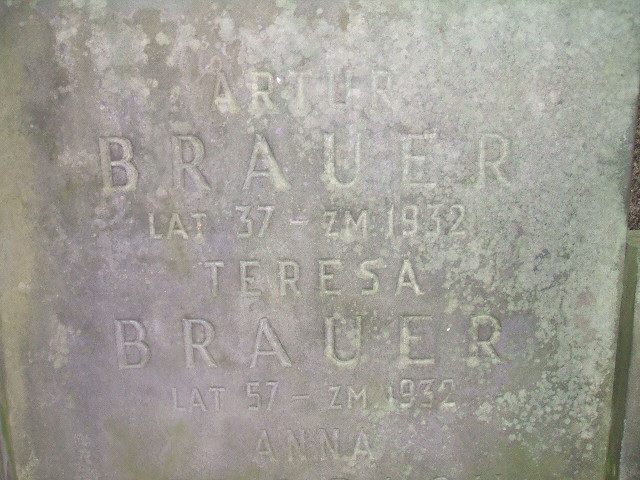 ARTUR
BRAUER
LAT 37 - ZM 1932
TERESA
BRAUER
LAT 57 - ZM 1932
ANNA